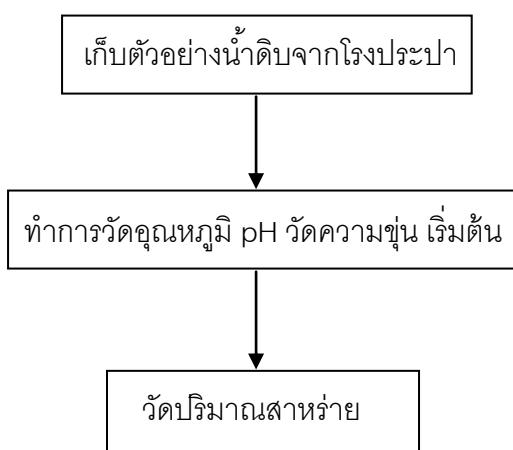 เก็บตัวอย่างน้ำดิบจากโรงประปา
ทำการวัดอุณหภูมิ pH วัดความขุ่น เริ่มต้น
วัดปริมาณสาหร่าย